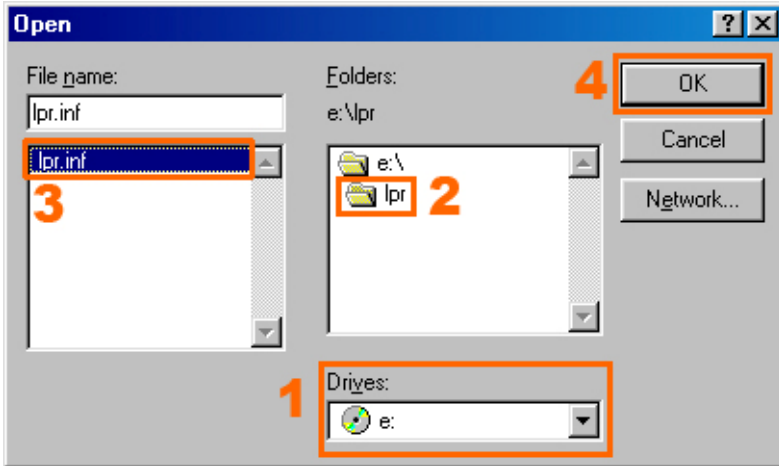 Open
File name:
lpr.inf
lpr.inf
3
Folders:
e:\lpr
e:\
lpr
2
1
Drives:
e:
4
OK
Cancel
Network...